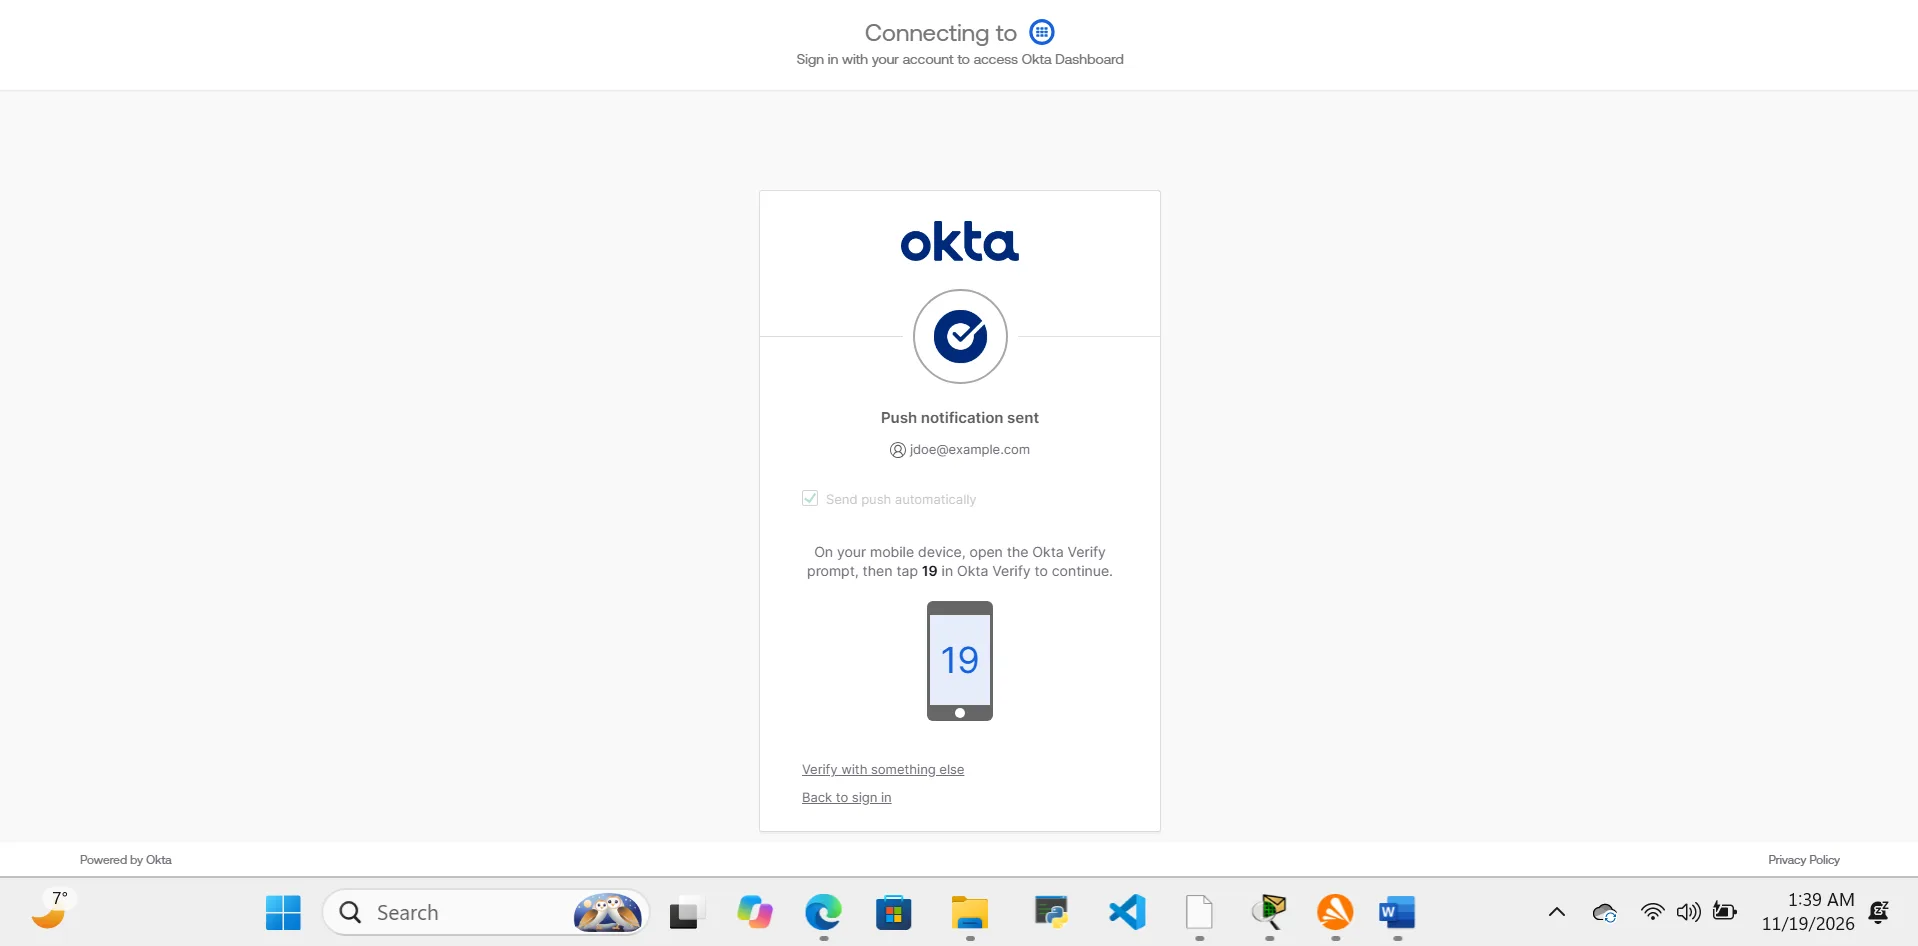 Connecting to
Sign in with your account to access Okta Dashboard
okta
Push notification sent
jdoe@example.com
Send push automatically
On your mobile device, open the Okta Verify
prompt, then tap 19 in Okta Verify to continue.
19
Verify with something else
Back to sign in
Powered by Okta
Privacy Policy
7°
Search
W
1:39 AM
11/19/2026